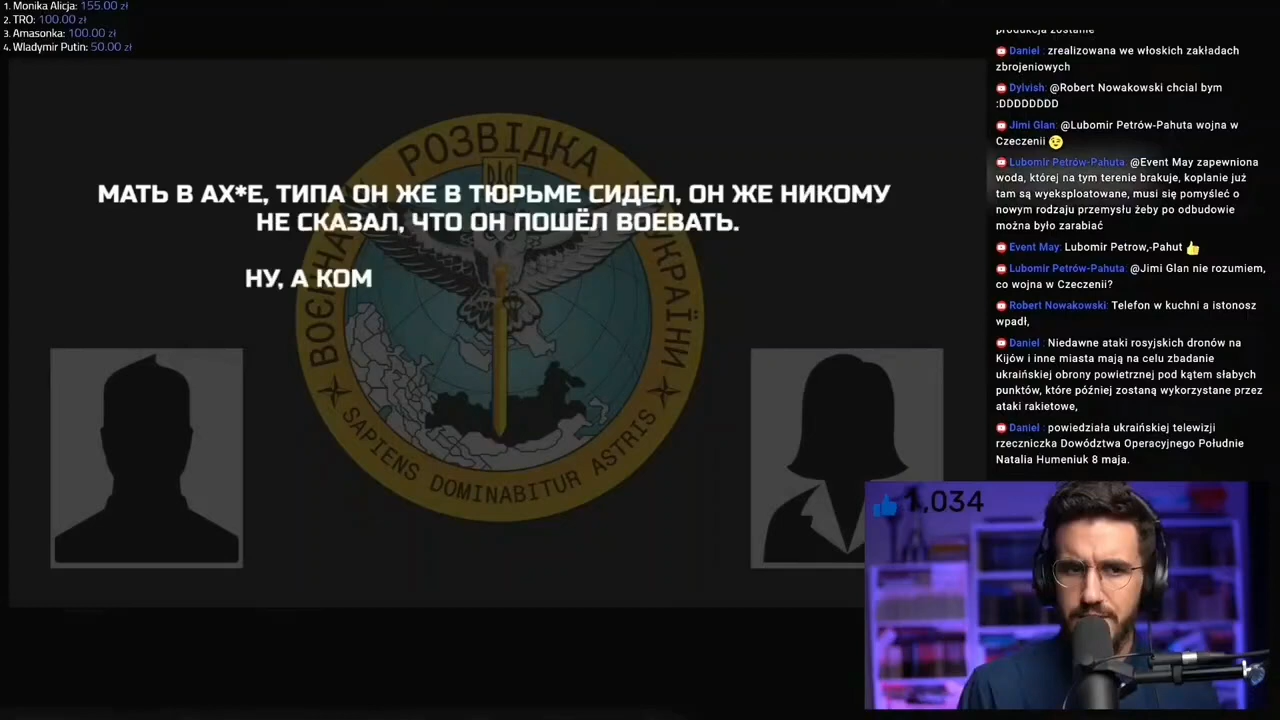 1. Monika Alicja: 155.00 zł
2. TRO: 100.00 zł
3. Amasonka: 100.00 zł
4. Wladymir Putin: 50.00 zł
РОЗВІДКА
УКРАЇНИ
SAPIENS DOMINABITUR ASTRIS
МАТЬ В АХ*Е, ТИПА ОН ЖЕ В ТЮРЬМЕ СИДЕЛ, ОН ЖЕ НИКОМУ
НЕ СКАЗАЛ, ЧТО ОН ПОШЁЛ ВОЕВАТЬ.
НУ, А КОМ
produkcja zostanie
Daniel : zrealizowana we włoskich zakładach
zbrojeniowych
Dylvish: @Robert Nowakowski chcial bym
:DDDDDDDD
Jimi Glan: @Lubomir Petrów-Pahuta wojna w
Czeczenii 😉
Lubomir Petrów-Pahuta: @Event May zapewniona
woda, której na tym terenie brakuje, koplanie już
tam są wyeksploatowane, musi się pomyśleć o
nowym rodzaju przemysłu żeby po odbudowie
można było zarabiać
Event May: Lubomir Petrow,-Pahut 👍
Lubomir Petrów-Pahuta: @Jimi Glan nie rozumiem,
co wojna w Czeczenii?
Robert Nowakowski: Telefon w kuchni a istonosz
wpadł,
Daniel : Niedawne ataki rosyjskich dronów na
Kijów i inne miasta mają na celu zbadanie
ukraińskiej obrony powietrznej pod kątem słabych
punktów, które później zostaną wykorzystane przez
ataki rakietowe,
Daniel : powiedziała ukraińskiej telewizji
rzeczniczka Dowództwa Operacyjnego Południe
Natalia Humeniuk 8 maja.
1,034